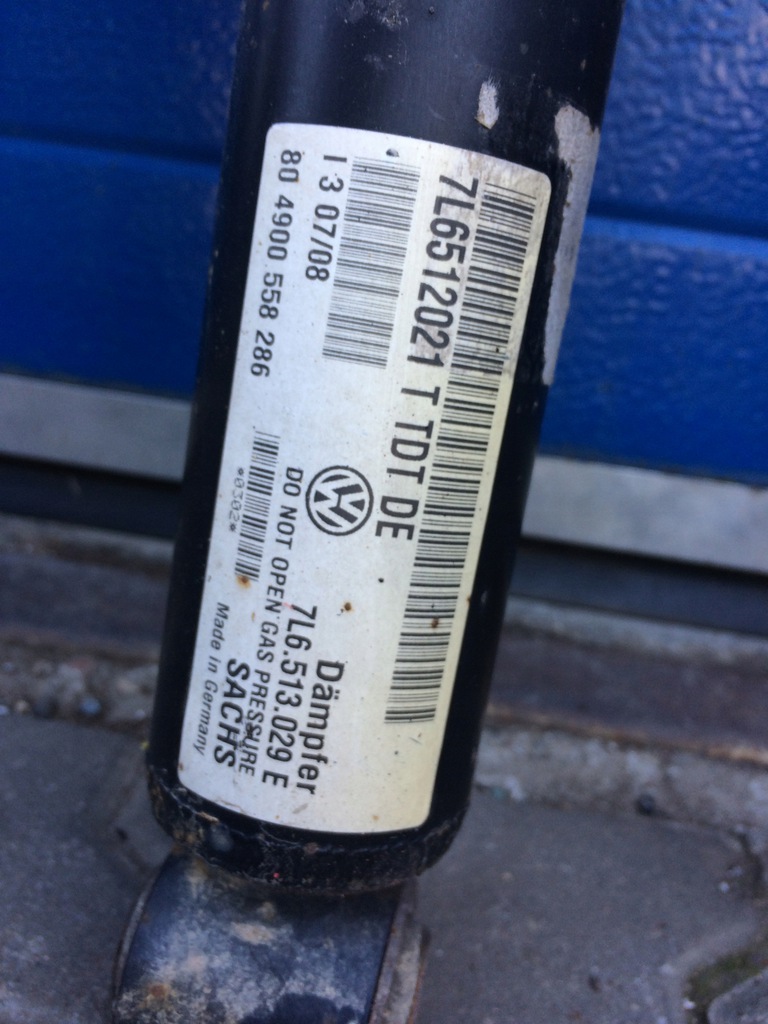 7L6512021 T TDT DE
I 3 07/08
80 4900 558 286
Dämpfer
7L6.513.029 E
DO NOT OPEN GAS PRESSURE
*0302*
SACHS
Made in Germany